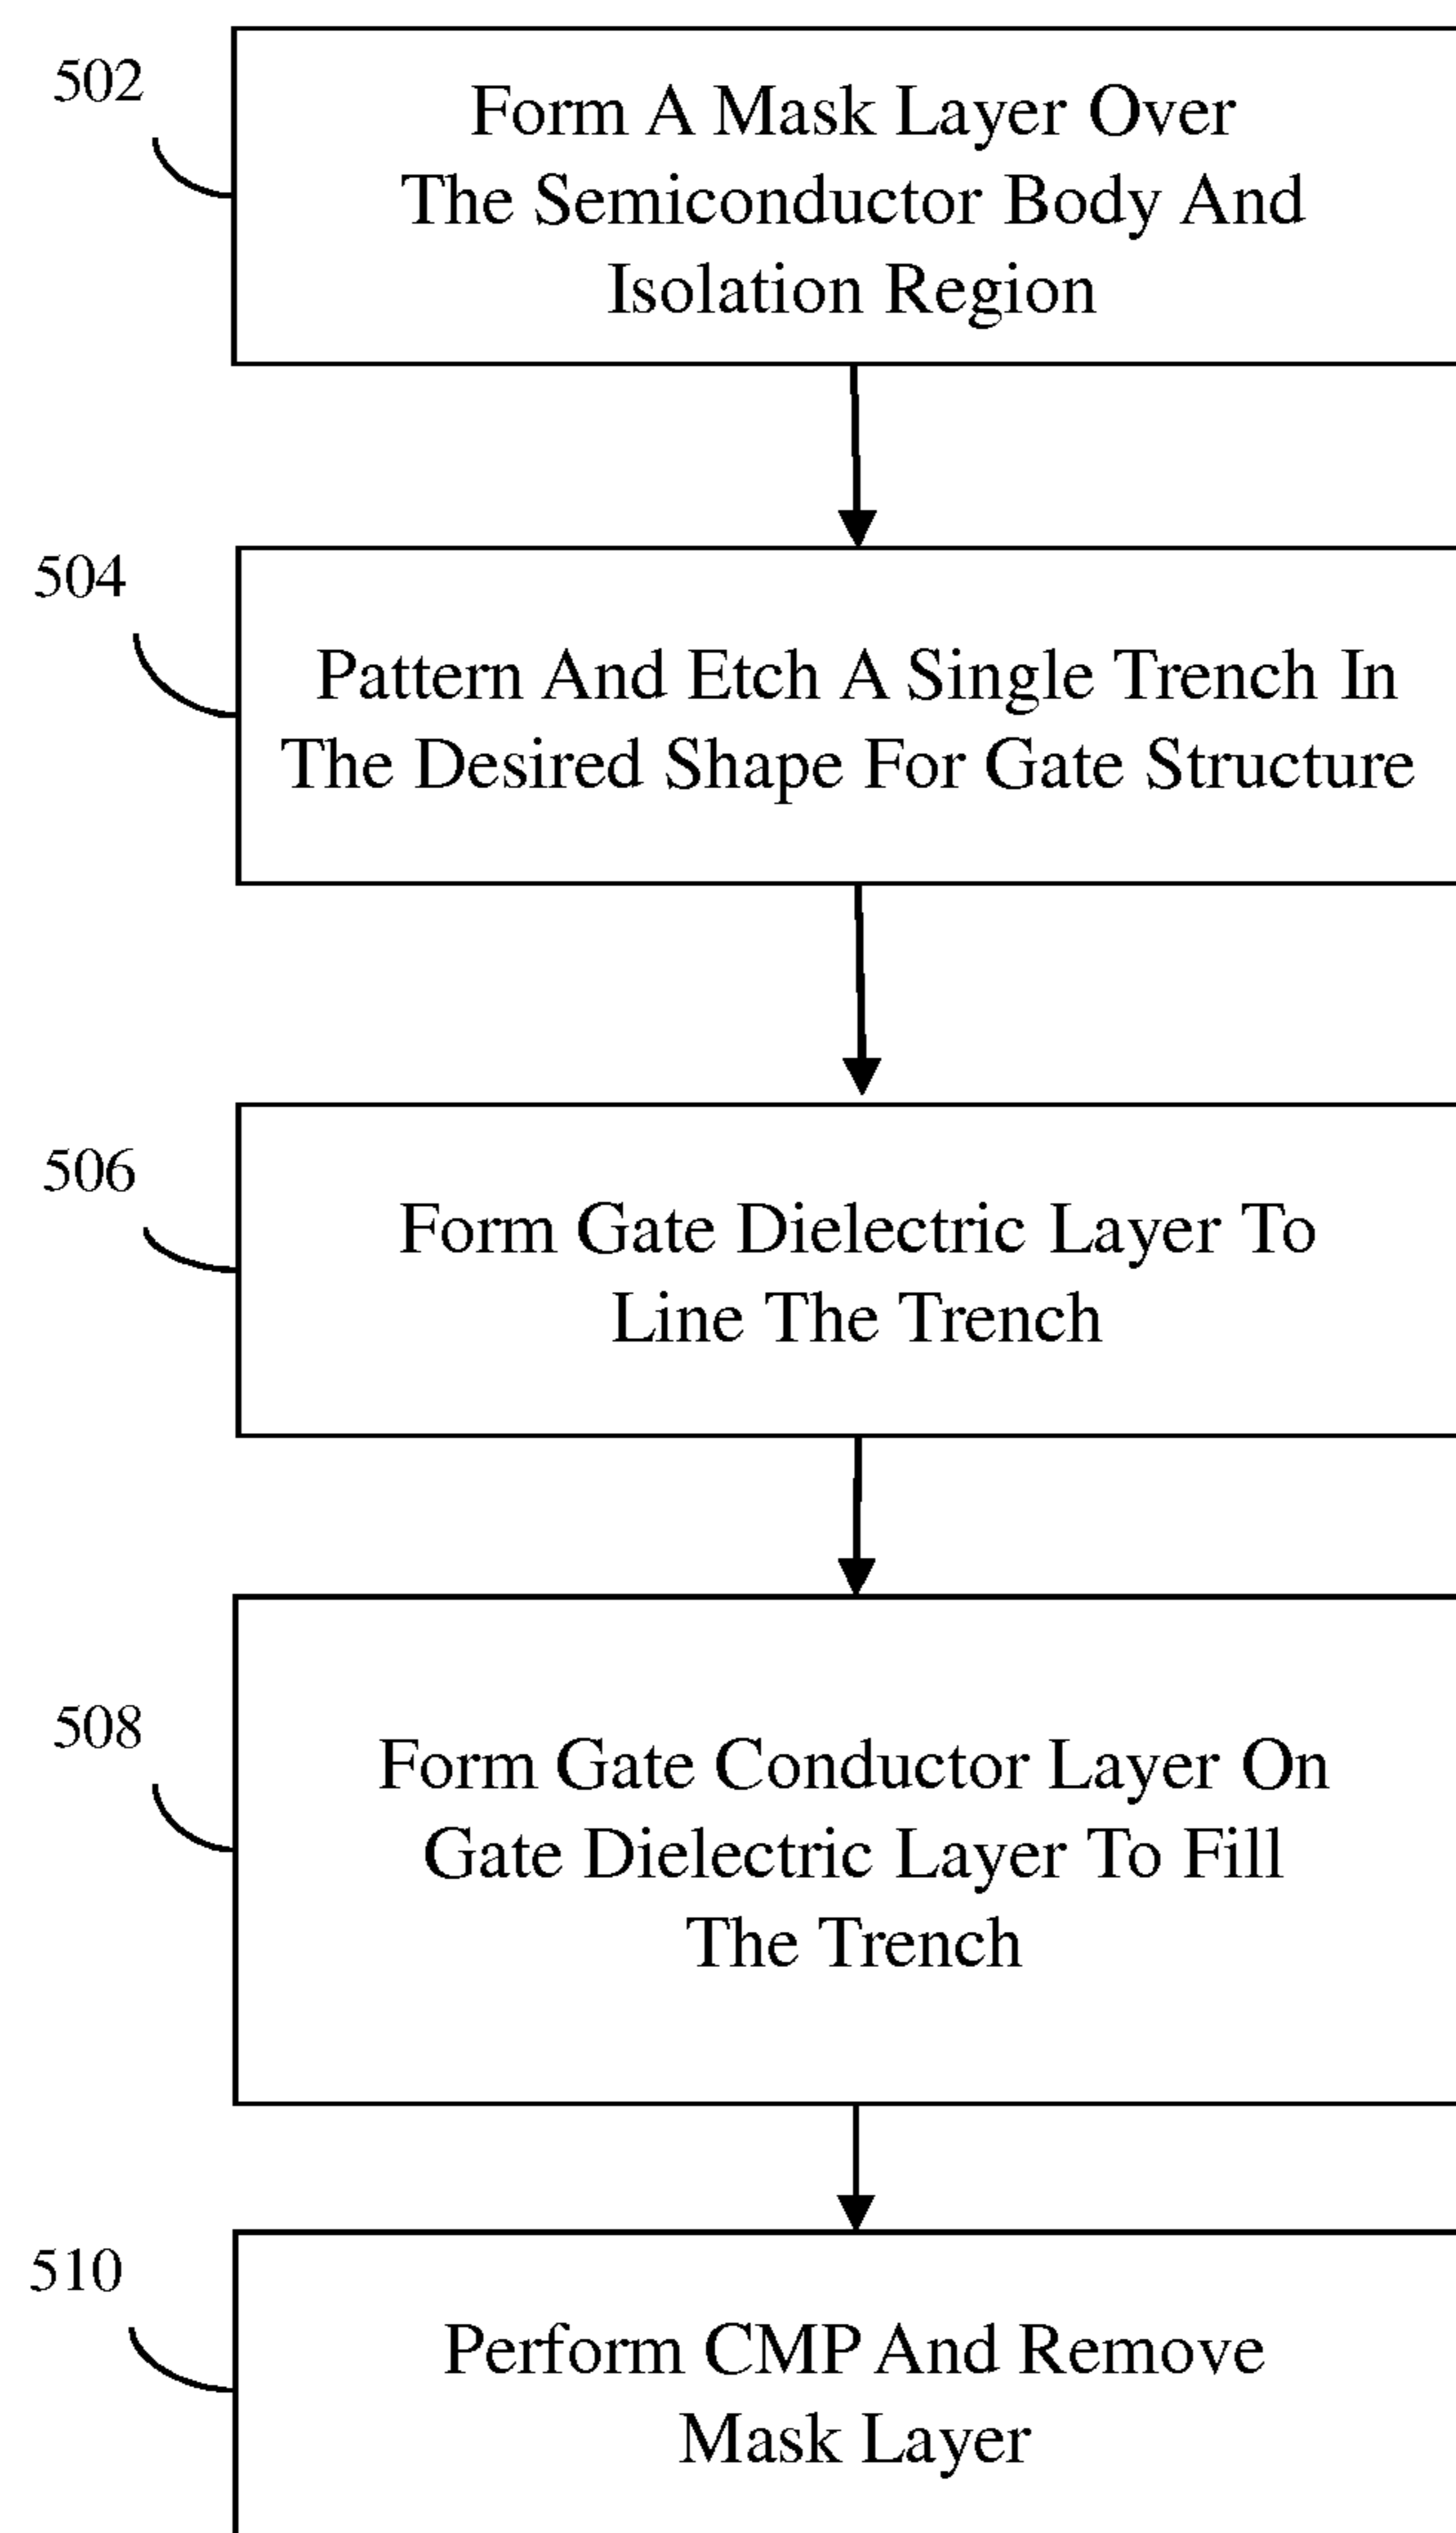 502
Form A Mask Layer Over
The Semiconductor Body And
Isolation Region
504
Pattern And Etch A Single Trench In
The Desired Shape For Gate Structure
506
Form Gate Dielectric Layer To
Line The Trench
508
Form Gate Conductor Layer On
Gate Dielectric Layer To Fill
The Trench
510
Perform CMP And Remove
Mask Layer